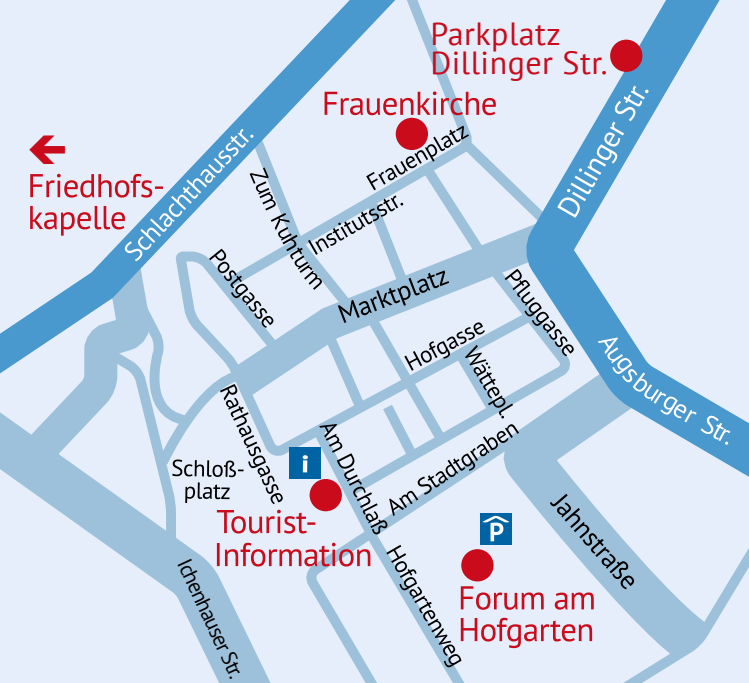 Parkplatz
Dillinger Str.
Frauenkirche
Frauenplatz
Dillinger Str.
Friedhofs-
kapelle
Schlachthausstr.
Zum Kuhturm
Institutsstr.
Postgasse
Marktplatz
Pfluggasse
Hofgasse
Wättepl.
Augsburger Str.
Rathausgasse
Am Durchlaß
Am Stadtgraben
Schloß-
platz
i
Tourist-
Information
P
Jahnstraße
Hofgartenweg
Forum am
Hofgarten
Ichenhauser Str.